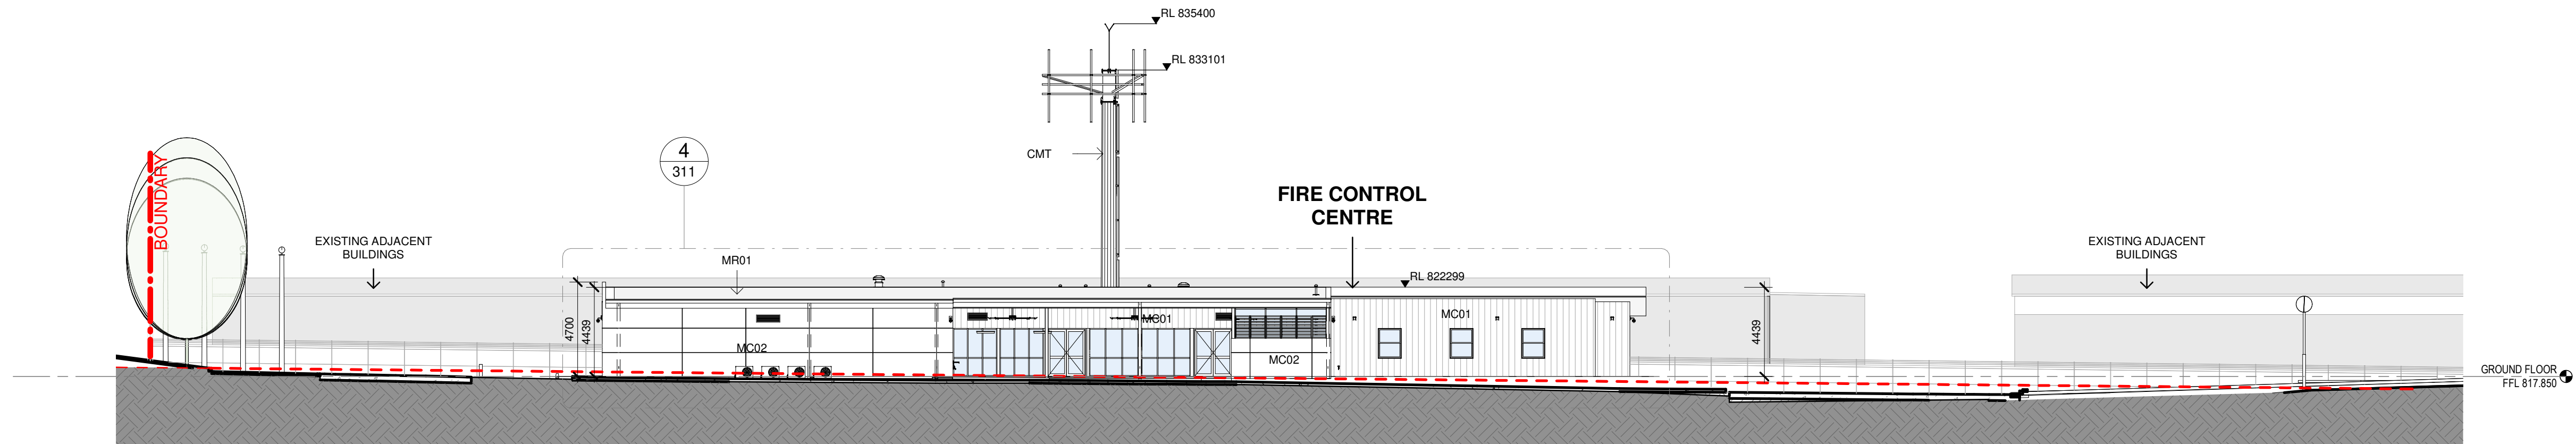 RL 835400
RL 833101
4
311
CMT
BOUNDARY
FIRE CONTROL
CENTRE
EXISTING ADJACENT
BUILDINGS
EXISTING ADJACENT
BUILDINGS
MR01
RL 822299
4700
4439
MC01
MC01
4439
MC02
MC02
GROUND FLOOR
FFL 817.850